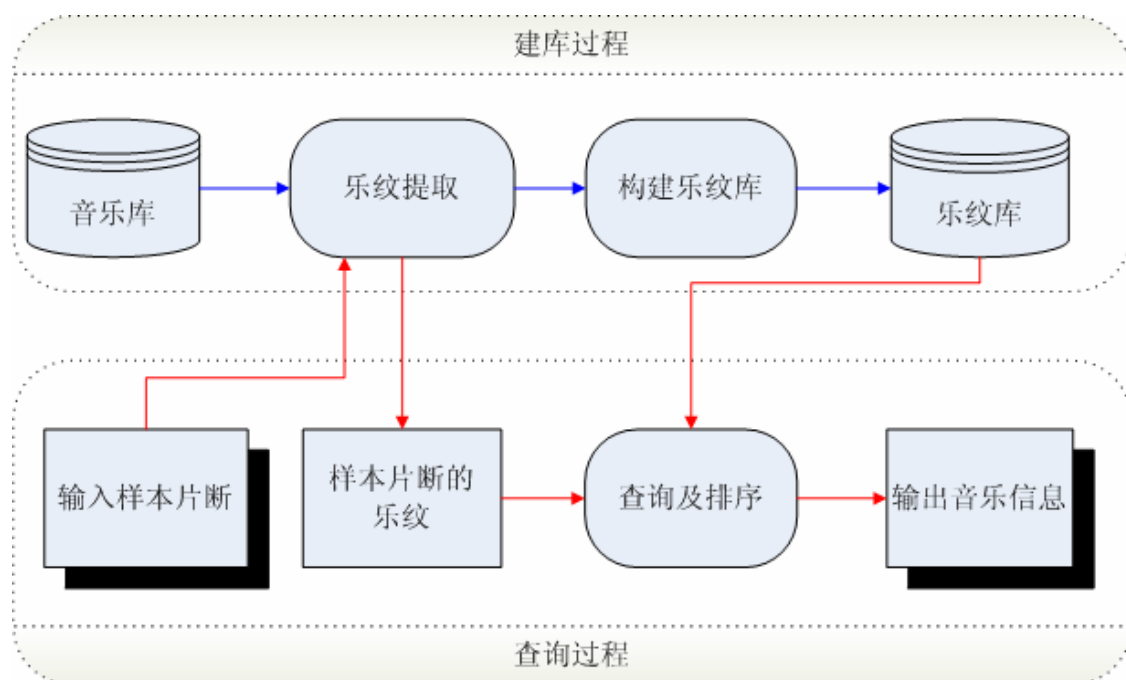 建库过程
音乐库
乐纹提取
构建乐纹库
乐纹库
输入样本片断
样本片断的
乐纹
查询及排序
输出音乐信息
查询过程